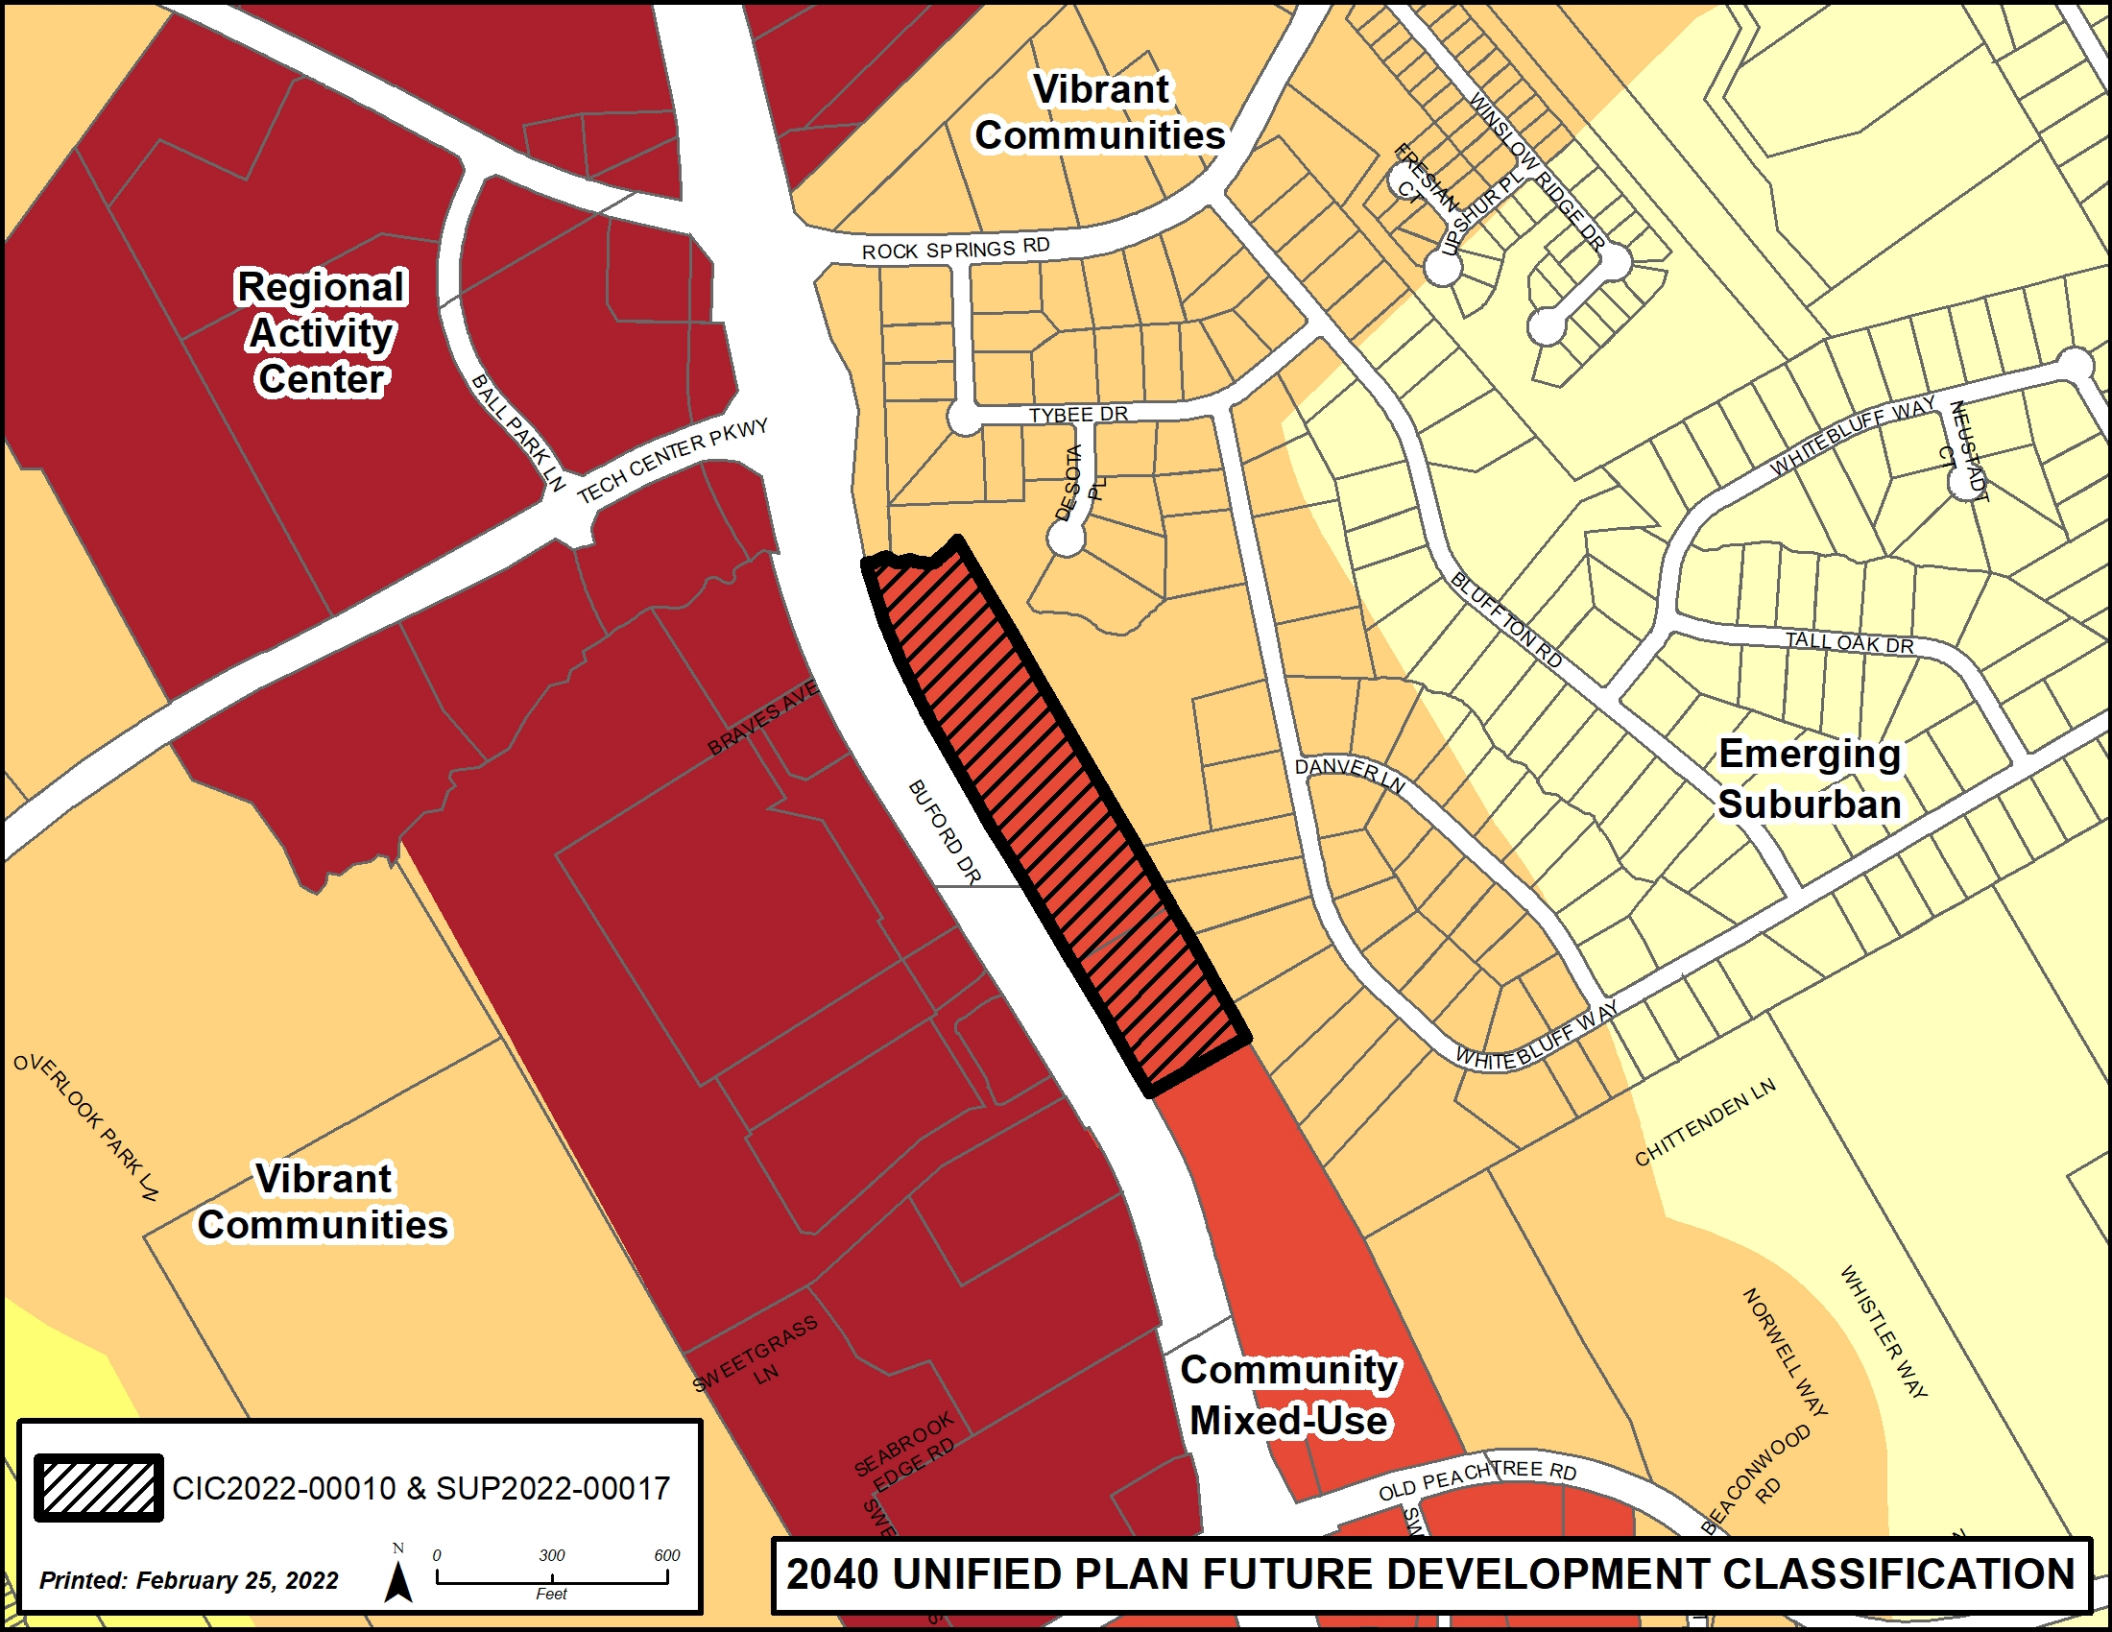 Vibrant
Communities
WINSLOW RIDGE DR
FRESIAN
CT
UPSHUR PL
ROCK SPRINGS RD
Regional
Activity
Center
BALL PARK LN
TECH CENTER PKWY
TYBEE DR
DESOTA
PL
WHITEBLUFF WAY
NEUSTADT
CT
BLUFFTON RD
TALL OAK DR
BRAVES AVE
BUFORD DR
DANVER LN
Emerging
Suburban
WHITEBLUFF WAY
OVERLOOK PARK LN
CHITTENDEN LN
Vibrant
Communities
WHISTLER WAY
NORWELL WAY
SWEETGRASS
LN
Community
Mixed-Use
SEABROOK
EDGE RD
SWE
OLD PEACHTREE RD
SW
BEACONWOOD
RD
CIC2022-00010 & SUP2022-00017
N
0 300 600
Feet
Printed: February 25, 2022
2040 UNIFIED PLAN FUTURE DEVELOPMENT CLASSIFICATION